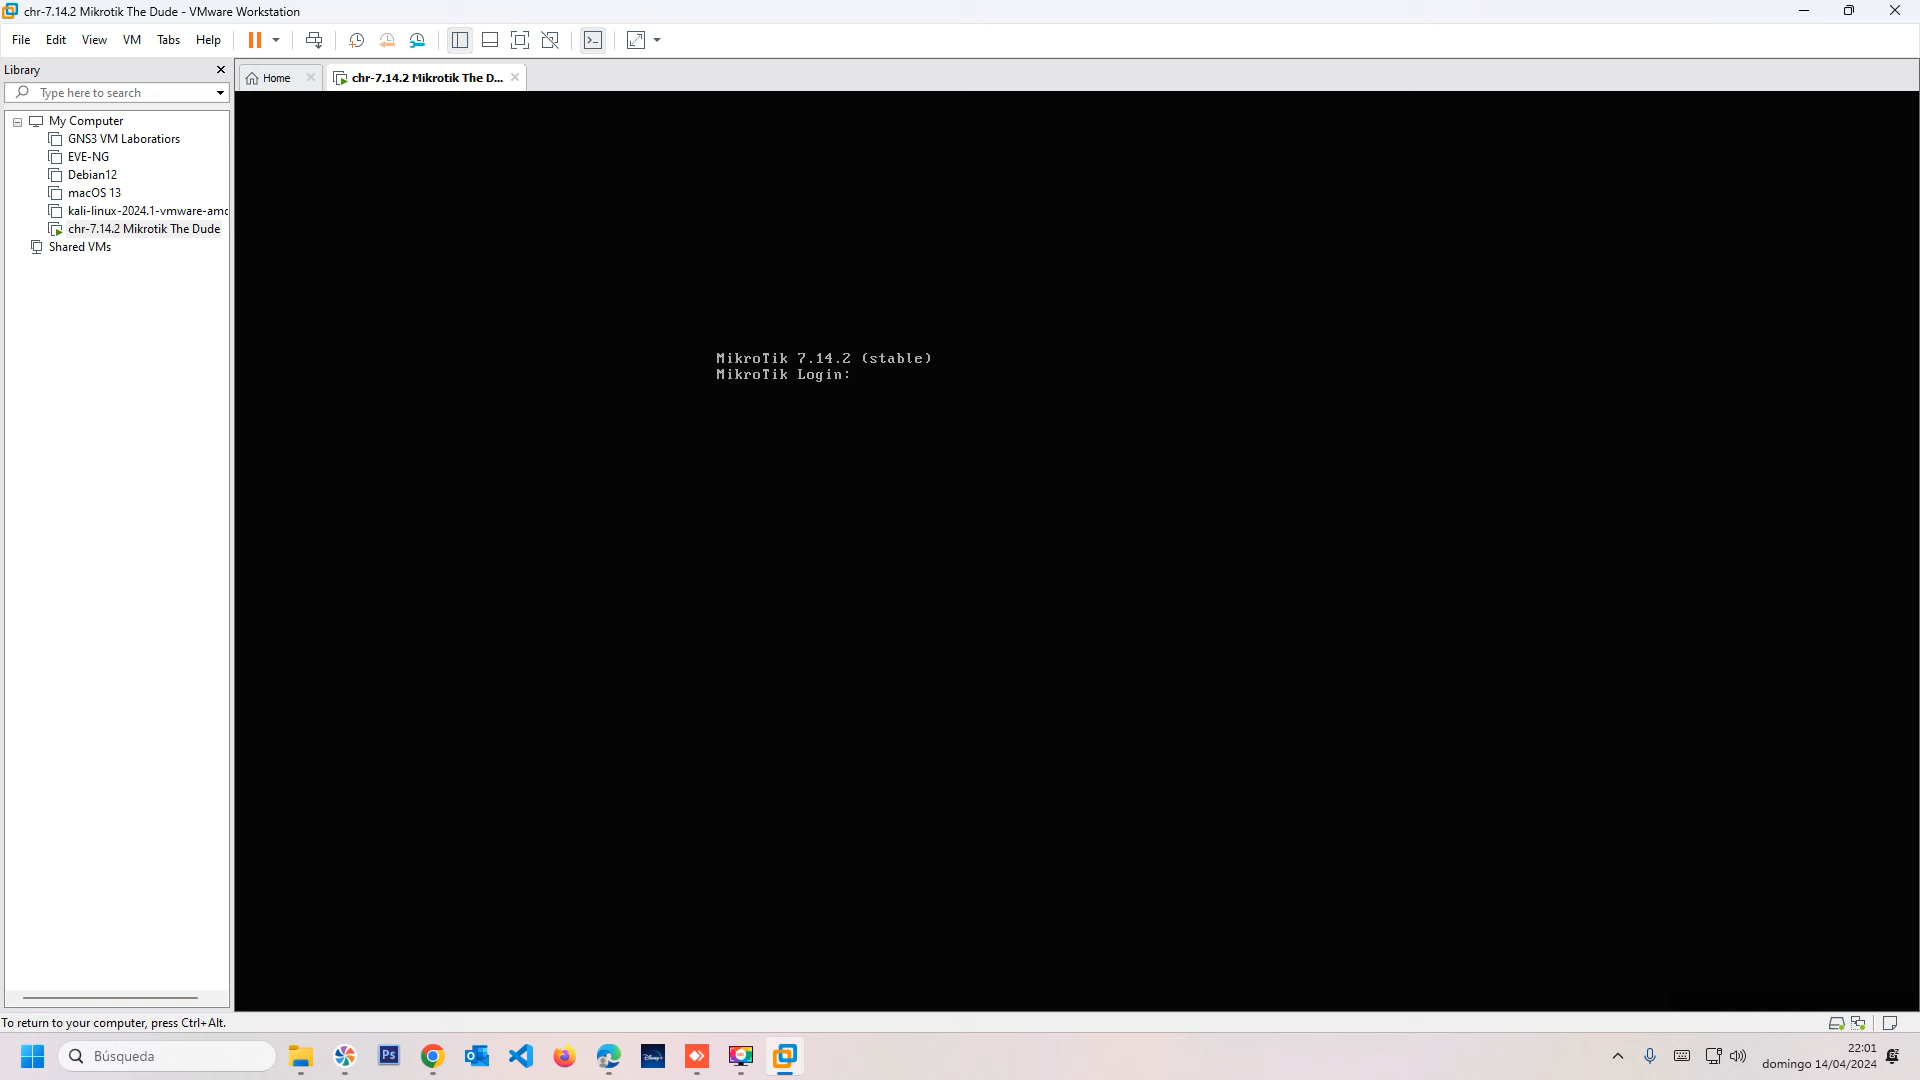 chr-7.14.2 Mikrotik The Dude - VMware Workstation
File Edit View VM Tabs Help
Library
Type here to search
My Computer
GNS3 VM Laboratiors
EVE-NG
Debian12
macOS 13
kali-linux-2024.1-vmware-amd
chr-7.14.2 Mikrotik The Dude
Shared VMs
Home
chr-7.14.2 Mikrotik The D...
MikroTik 7.14.2 (stable)
MikroTik Login:
To return to your computer, press Ctrl+Alt.
Búsqueda
Ps
Disney+
22:01
domingo 14/04/2024